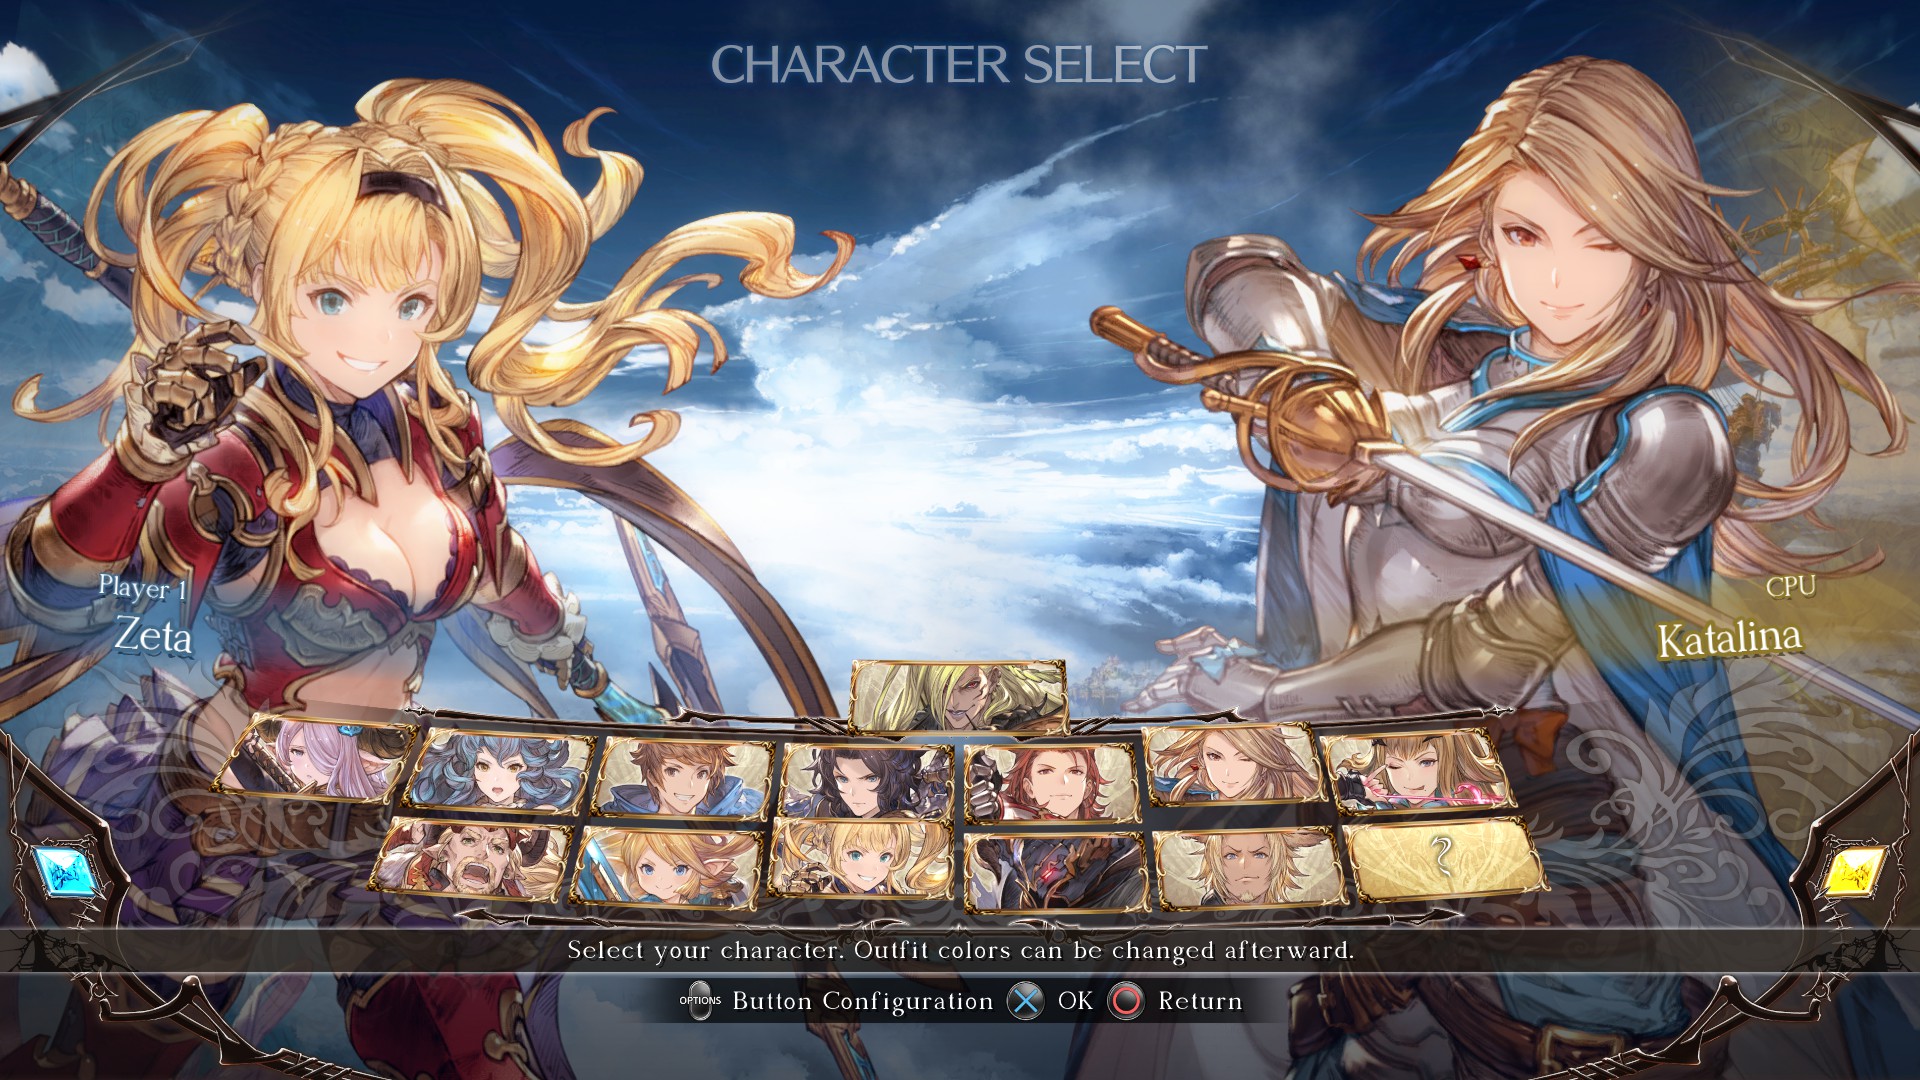 CHARACTER SELECT
Player 1
Zeta
CPU
Katalina
?
Select your character. Outfit colors can be changed afterward.
OPTIONS Button Configuration OK Return